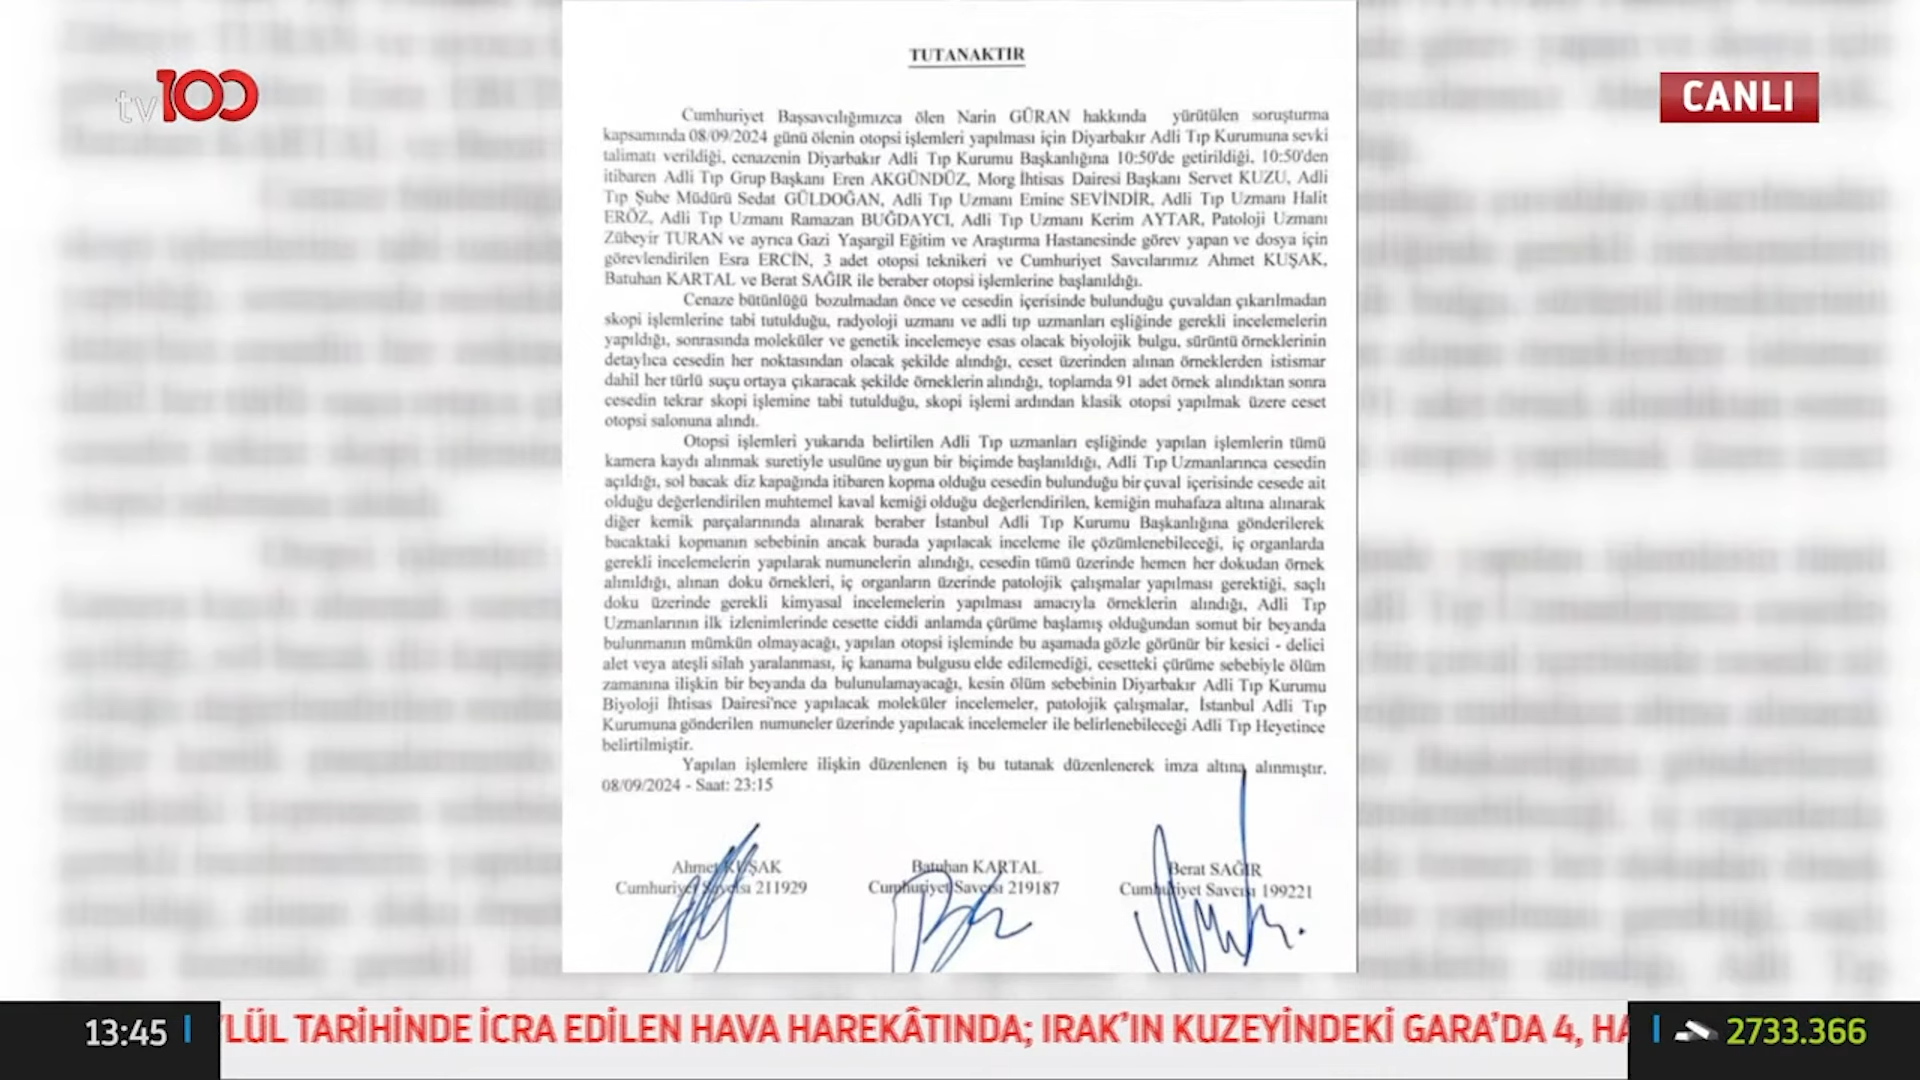 tv100
CANLI
TUTANAKTIR
Cumhuriyet Başsavcılığımızca ölen Narin GÜRAN hakkında yürütülen soruşturma
kapsamında 08/09/2024 günü ölenin otopsi işlemleri yapılması için Diyarbakır Adli Tıp Kurumuna sevki
talimatı verildiği, cenazenin Diyarbakır Adli Tıp Kurumu Başkanlığına 10:50'de getirildiği, 10:50'den
itibaren Adli Tıp Grup Başkanı Eren AKGÜNDÜZ, Morg İhtisas Dairesi Başkanı Servet KUZU, Adli
Tıp Şube Müdürü Sedat GÜLDOĞAN, Adli Tıp Uzmanı Emine SEVİNDİR, Adli Tıp Uzmanı Halit
ERÖZ, Adli Tıp Uzmanı Ramazan BUĞDAYCI, Adli Tıp Uzmanı Kerim AYTAR, Patoloji Uzmanı
Zübeyir TURAN ve ayrıca Gazi Yaşargil Eğitim ve Araştırma Hastanesinde görev yapan ve dosya için
görevlendirilen Esra ERCİN, 3 adet otopsi teknikeri ve Cumhuriyet Savcılarımız Ahmet KUŞAK,
Batuhan KARTAL ve Berat SAĞIR ile beraber otopsi işlemlerine başlanıldığı.
Cenaze bütünlüğü bozulmadan önce ve cesedin içerisinde bulunduğu çuvaldan çıkarılmadan
skopi işlemlerine tabi tutulduğu, radyoloji uzmanı ve adli tıp uzmanları eşliğinde gerekli incelemelerin
yapıldığı, sonrasında moleküler ve genetik incelemeye esas olacak biyolojik bulgu, sürüntü örneklerinin
detaylıca cesedin her noktasından olacak şekilde alındığı, ceset üzerinden alınan örneklerden istismar
dahil her türlü suçu ortaya çıkaracak şekilde örneklerin alındığı, toplamda 91 adet örnek alındıktan sonra
cesedin tekrar skopi işlemine tabi tutulduğu, skopi işlemi ardından klasik otopsi yapılmak üzere ceset
otopsi salonuna alındı.
Otopsi işlemleri yukarıda belirtilen Adli Tıp uzmanları eşliğinde yapılan işlemlerin tümü
kamera kaydı alınmak suretiyle usulüne uygun bir biçimde başlanıldığı, Adli Tıp Uzmanlarınca cesedin
açıldığı, sol bacak diz kapağında itibaren kopma olduğu cesedin bulunduğu bir çuval içerisinde cesede ait
olduğu değerlendirilen muhtemel kaval kemiği olduğu değerlendirilen, kemiğin muhafaza altına alınarak
diğer kemik parçalarınında alınarak beraber İstanbul Adli Tıp Kurumu Başkanlığına gönderilerek
bacaktaki kopmanın sebebinin ancak burada yapılacak inceleme ile çözümlenebileceği, iç organlarda
gerekli incelemelerin yapılarak numunelerin alındığı, cesedin tümü üzerinde hemen her dokudan örnek
alınıldığı, alınan doku örnekleri, iç organların üzerinde patolojik çalışmalar yapılması gerektiği, saçlı
doku üzerinde gerekli kimyasal incelemelerin yapılması amacıyla örneklerin alındığı, Adli Tıp
Uzmanlarının ilk izlenimlerinde cesette ciddi anlamda çürüme başlamış olduğundan somut bir beyanda
bulunmanın mümkün olmayacağı, yapılan otopsi işleminde bu aşamada gözle görünür bir kesici - delici
alet veya ateşli silah yaralanması, iç kanama bulgusu elde edilemediği, cesetteki çürüme sebebiyle ölüm
zamanına ilişkin bir beyanda da bulunulamayacağı, kesin ölüm sebebinin Diyarbakır Adli Tıp Kurumu
Biyoloji İhtisas Dairesi'nce yapılacak moleküler incelemeler, patolojik çalışmalar, İstanbul Adli Tıp
Kurumuna gönderilen numuneler üzerinde yapılacak incelemeler ile belirlenebileceği Adli Tıp Heyetince
belirtilmiştir.
Yapılan işlemlere ilişkin düzenlenen iş bu tutanak düzenlenerek imza altına alınmıştır.
08/09/2024 - Saat: 23:15
Ahmet KUŞAK Batuhan KARTAL Berat SAĞIR
Cumhuriyet Savcısı 211929 Cumhuriyet Savcısı 219187 Cumhuriyet Savcısı 199221
13:45 YLÜL TARİHİNDE İCRA EDİLEN HAVA HAREKÂTINDA; IRAK'IN KUZEYİNDEKİ GARA'DA 4, HA 2733.366